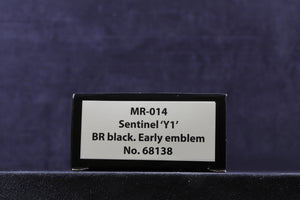 MR-014
Sentinel ‘Y1’
BR black. Early emblem
No. 68138